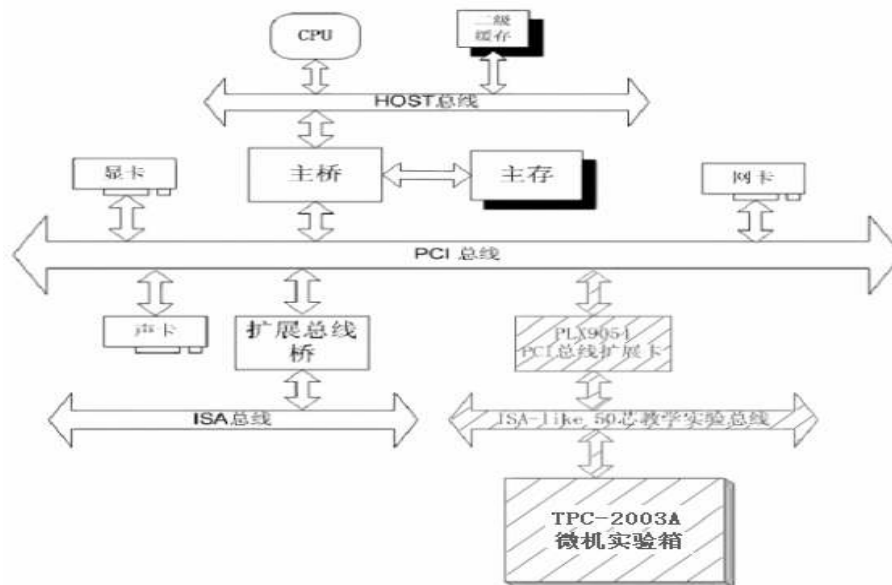 CPU
二级
缓存
HOST总线
显卡
主桥
主存
网卡
PCI 总线
声卡
扩展总线
桥
PLX9054
PCI总线扩展卡
ISA总线
ISA-like 50芯教学实验总线
TPC-2003A
微机实验箱